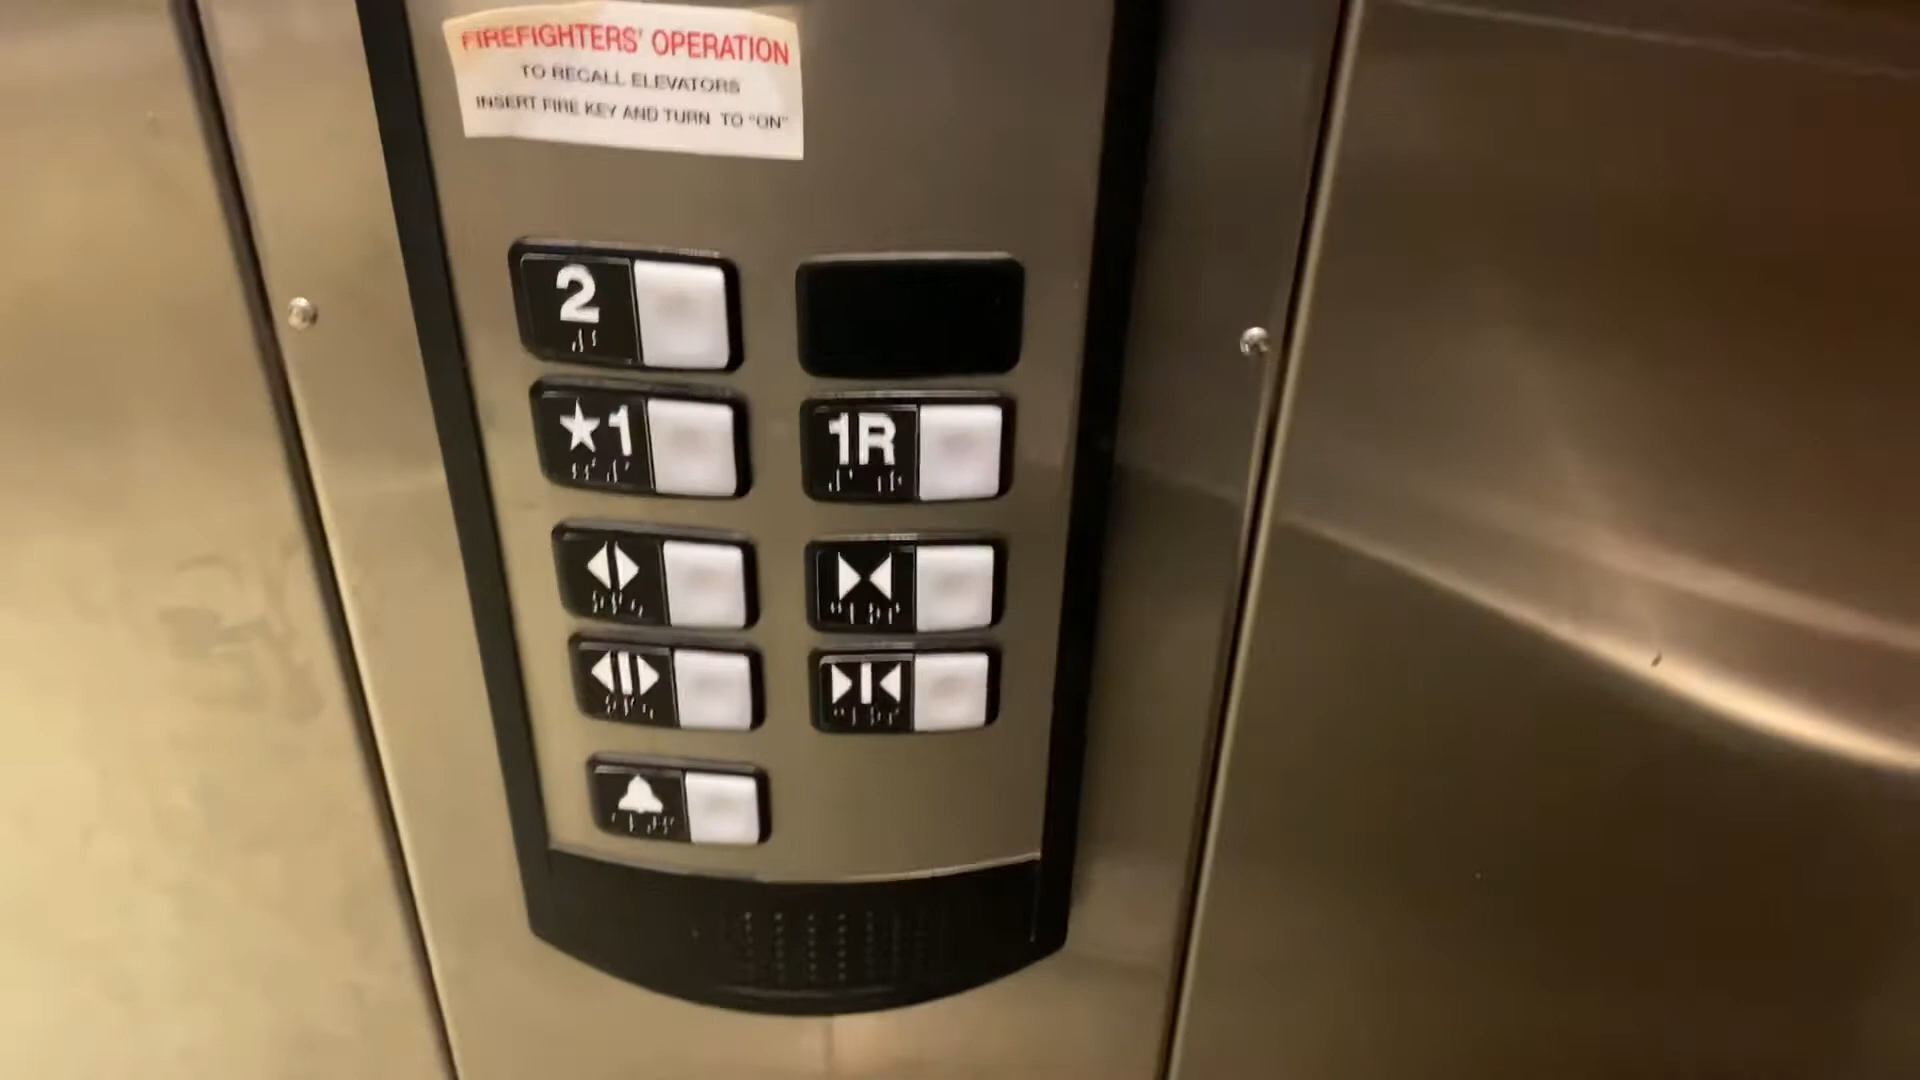 FIREFIGHTERS' OPERATION
TO RECALL ELEVATORS
INSERT FIRE KEY AND TURN TO "ON"
2
★1
1R